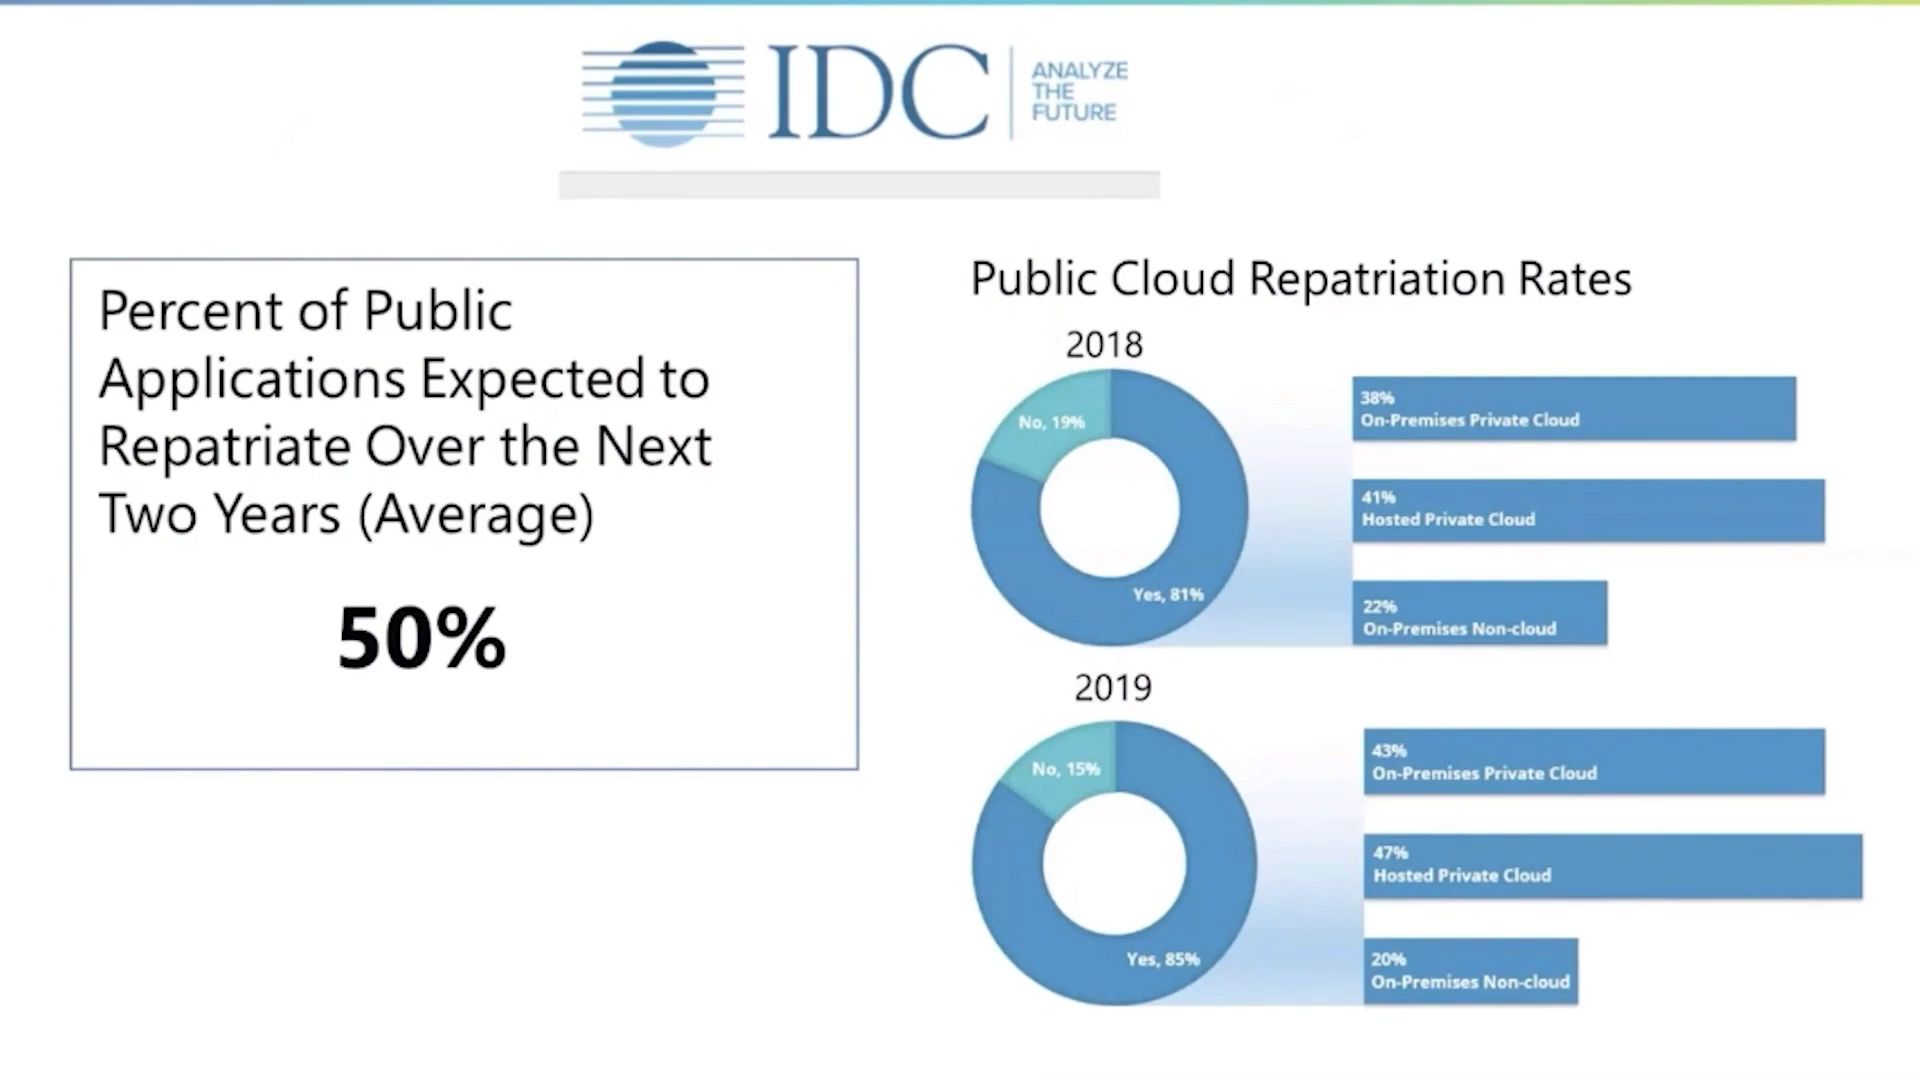 IDC
ANALYZE
THE
FUTURE
Percent of Public
Applications Expected to
Repatriate Over the Next
Two Years (Average)
50%
Public Cloud Repatriation Rates
2018
No, 19%
Yes, 81%
38%
On-Premises Private Cloud
41%
Hosted Private Cloud
22%
On-Premises Non-cloud
2019
No, 15%
Yes, 85%
43%
On-Premises Private Cloud
47%
Hosted Private Cloud
20%
On-Premises Non-cloud